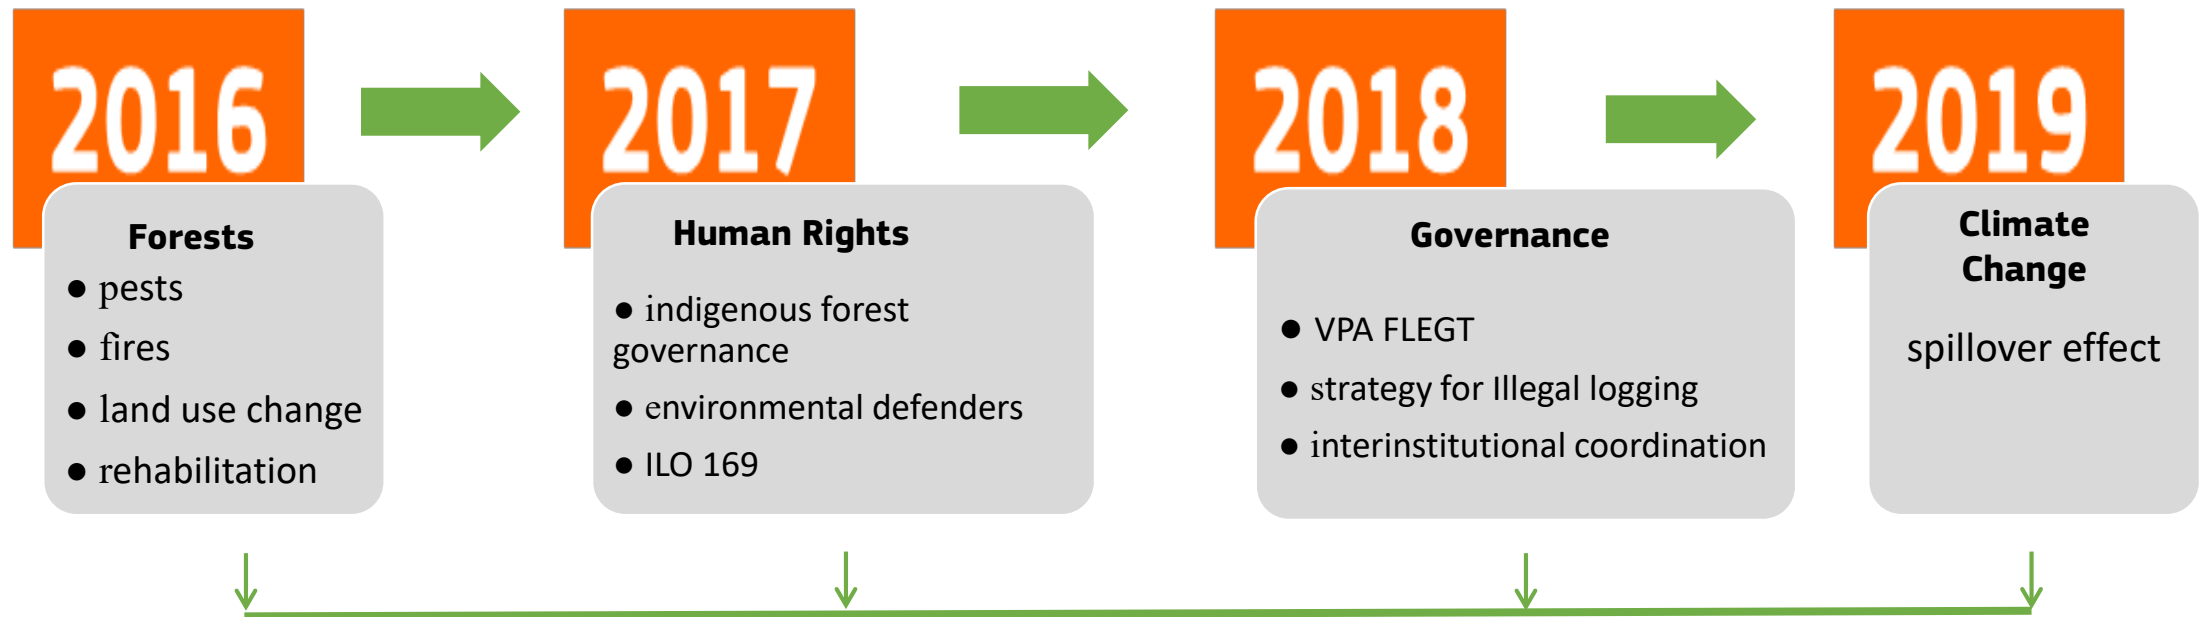 2016
Forests
● pests
● fires
● land use change
● rehabilitation
2017
Human Rights
● indigenous forest
governance
● environmental defenders
● ILO 169
2018
Governance
● VPA FLEGT
● strategy for Illegal logging
● interinstitutional coordination
2019
Climate
Change
spillover effect